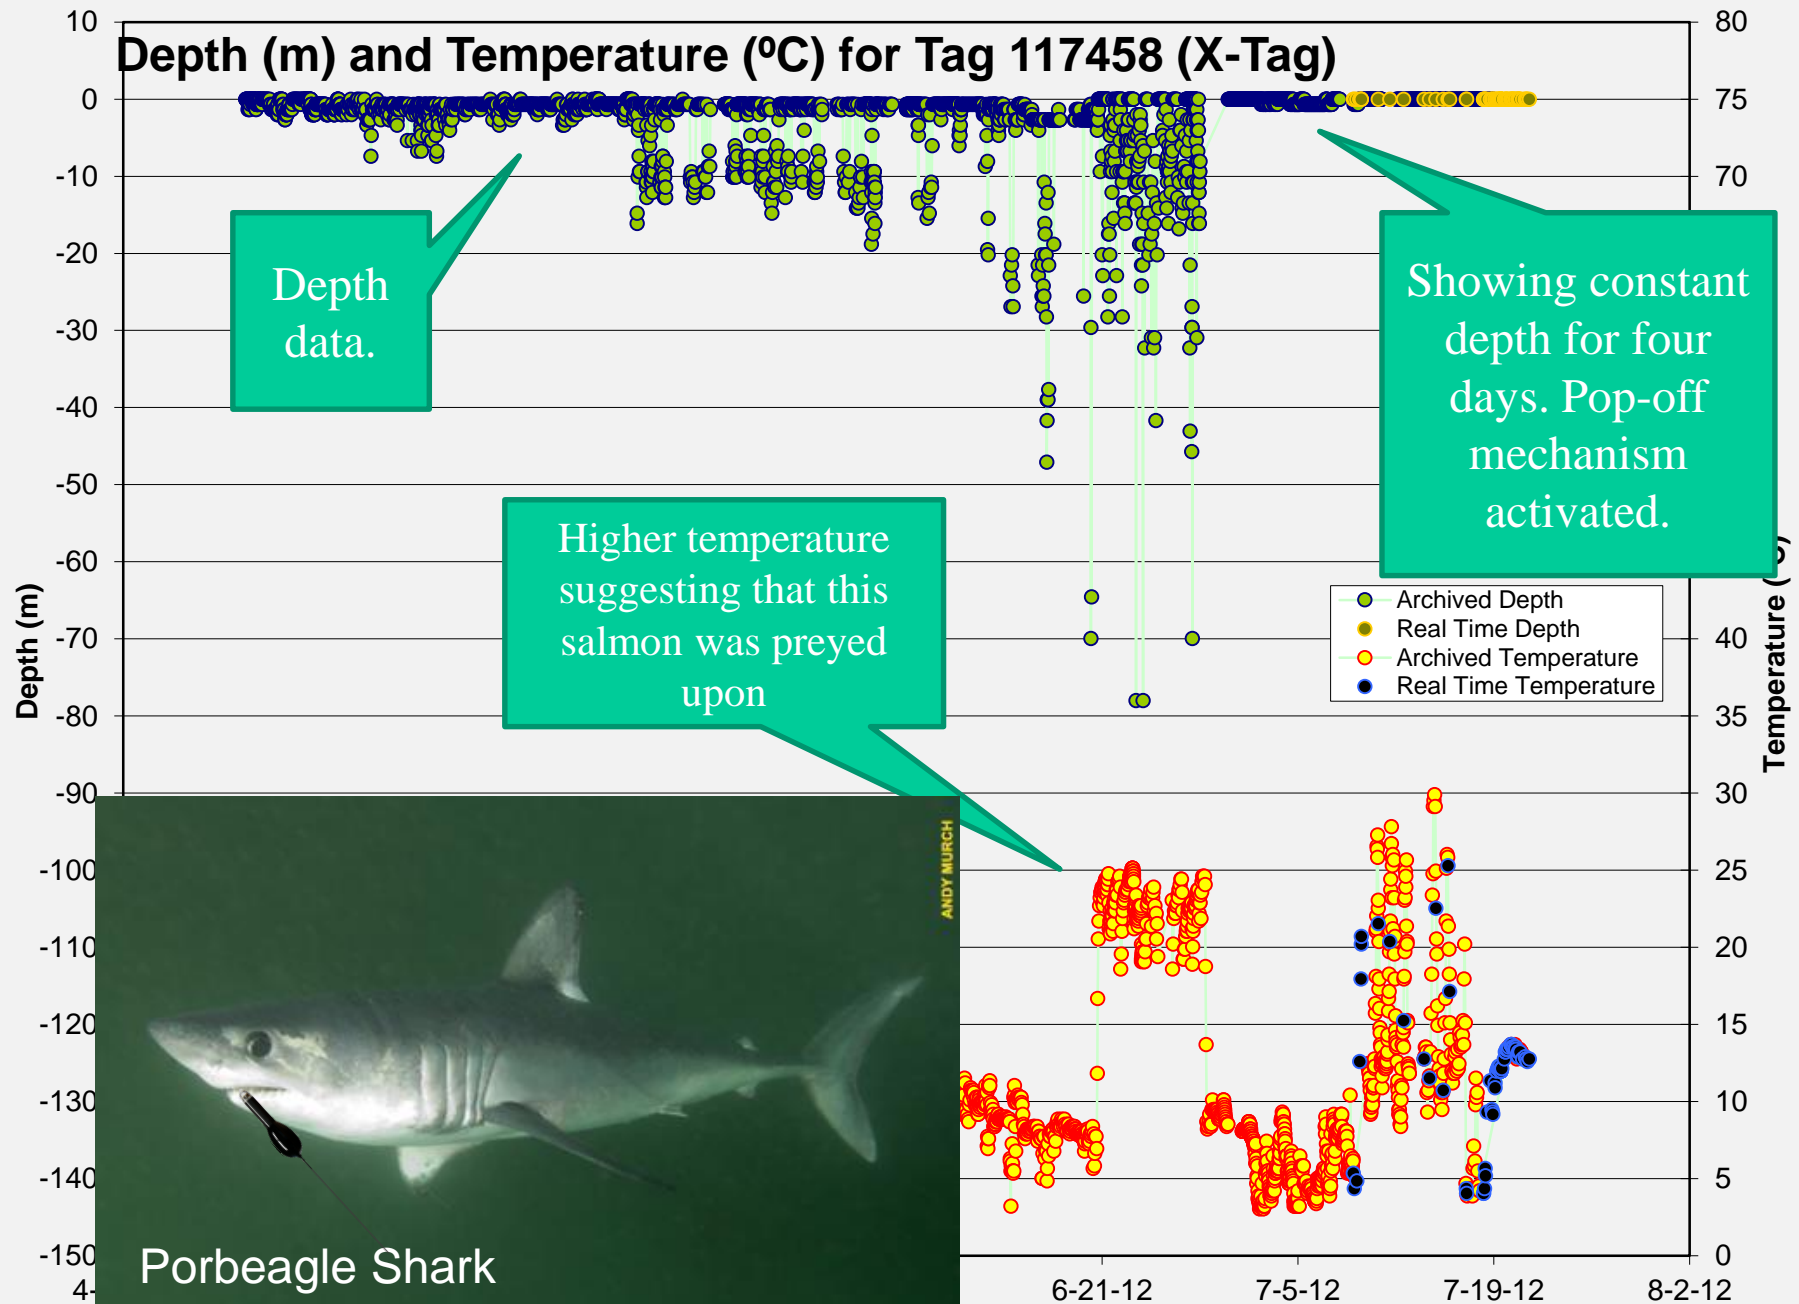 Depth (m) and Temperature (ºC) for Tag 117458 (X-Tag)
10
0
-10
-20
-30
-40
-50
-60
-70
-80
-90
-100
-110
-120
-130
-140
-150
Depth (m)
80
75
70
40
35
30
25
20
15
10
5
0
Temperature (
Depth
data.
Showing constant
depth for four
days. Pop-off
mechanism
activated.
Higher temperature
suggesting that this
salmon was preyed
upon
Archived Depth
Real Time Depth
Archived Temperature
Real Time Temperature
ANDY MURCH
Porbeagle Shark
4-
6-21-12
7-5-12
7-19-12
8-2-12